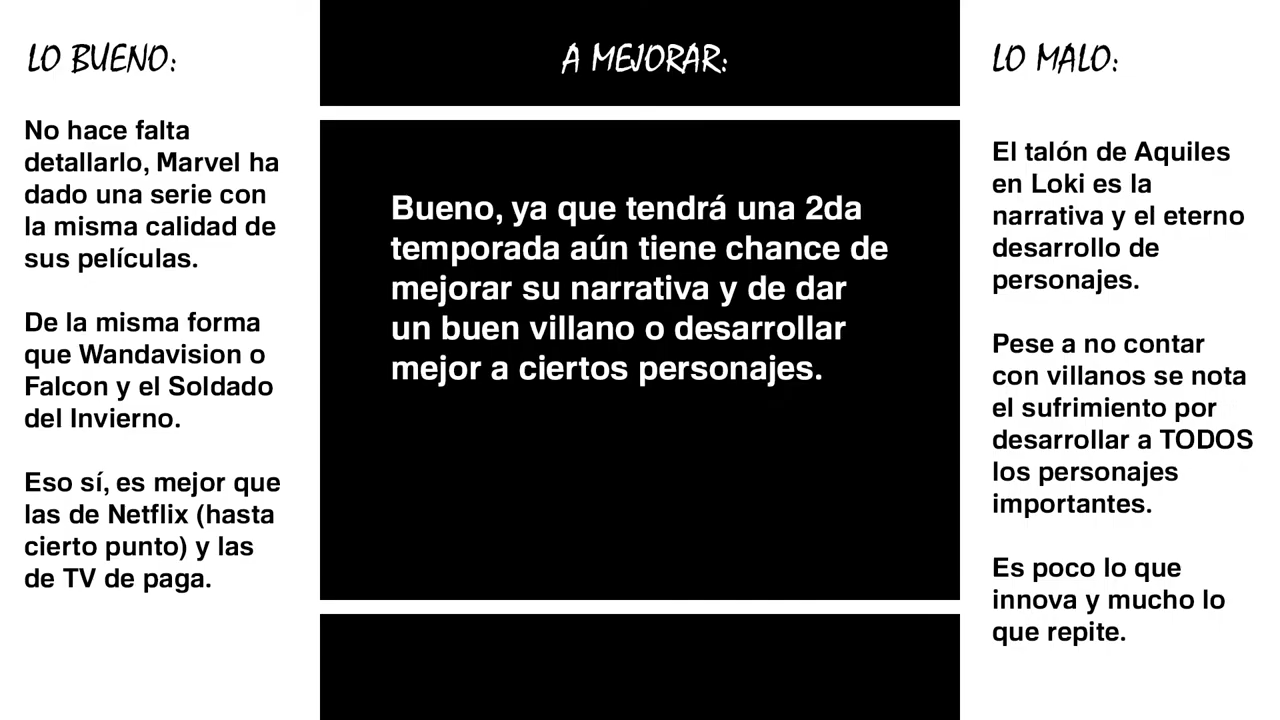 LO BUENO:
No hace falta
detallarlo, Marvel ha
dado una serie con
la misma calidad de
sus películas.
De la misma forma
que Wandavision o
Falcon y el Soldado
del Invierno.
Eso sí, es mejor que
las de Netflix (hasta
cierto punto) y las
de TV de paga.
A MEJORAR:
Bueno, ya que tendrá una 2da
temporada aún tiene chance de
mejorar su narrativa y de dar
un buen villano o desarrollar
mejor a ciertos personajes.
LO MALO:
El talón de Aquiles
en Loki es la
narrativa y el eterno
desarrollo de
personajes.
Pese a no contar
con villanos se nota
el sufrimiento por
desarrollar a TODOS
los personajes
importantes.
Es poco lo que
innova y mucho lo
que repite.